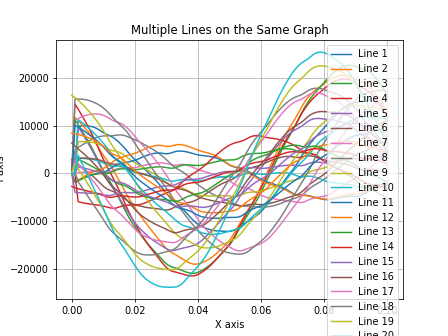 Multiple Lines on the Same Graph
20000
10000
0
−10000
−20000
0.00
0.02
0.04
0.06
X axis
Line 1
Line 2
Line 3
Line 4
Line 5
Line 6
Line 7
Line 8
Line 9
Line 10
Line 11
Line 12
Line 13
Line 14
Line 15
Line 16
Line 17
Line 18
Line 19